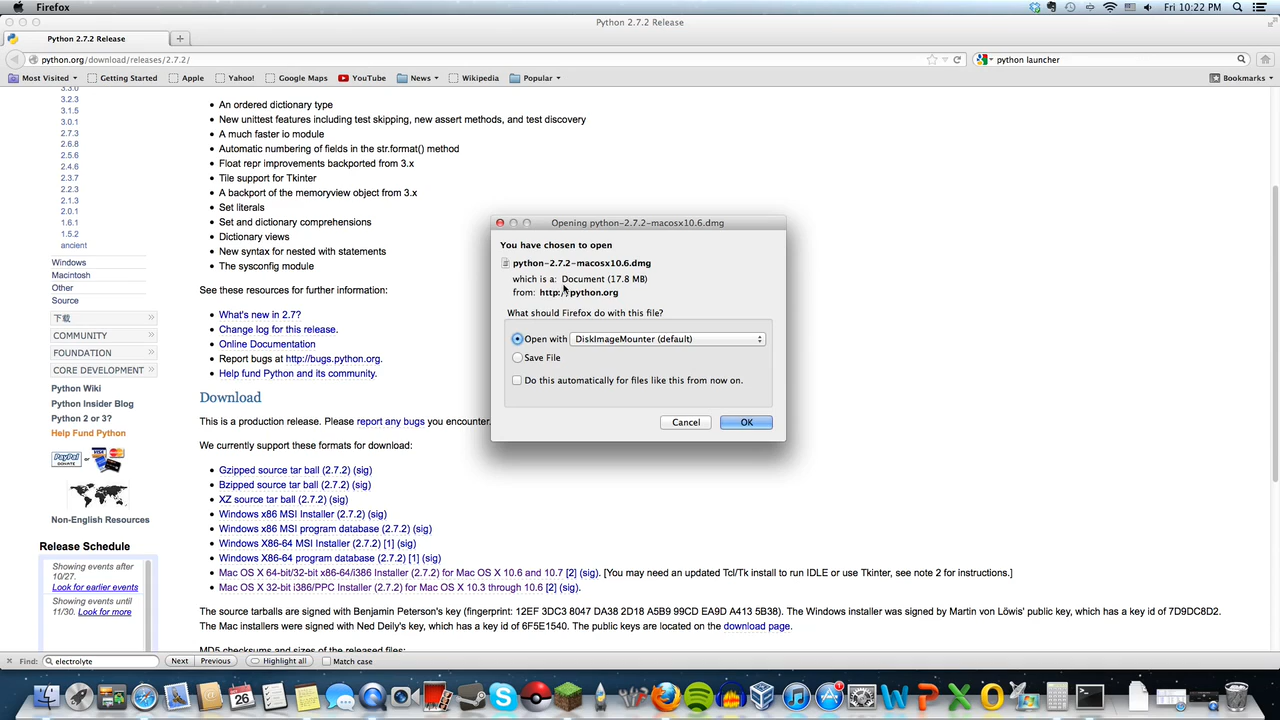 Firefox
Fri 10:22 PM
Python 2.7.2 Release
Python 2.7.2 Release
python.org/download/releases/2.7.2/
python launcher
Most Visited
Getting Started
Apple
Yahoo!
Google Maps
YouTube
News
Wikipedia
Popular
Bookmarks
3.3.0
3.2.3
3.1.5
3.0.1
2.7.3
2.6.8
2.5.6
2.4.6
2.3.7
2.2.3
2.1.3
2.0.1
1.6.1
1.5.2
ancient
Windows
Macintosh
Other
Source
下载
COMMUNITY
FOUNDATION
CORE DEVELOPMENT
Python Wiki
Python Insider Blog
Python 2 or 3?
Help Fund Python
PayPal
DONATE
or
Non-English Resources
Release Schedule
Showing events after
10/27.
Look for earlier events
Showing events until
11/30. Look for more
• An ordered dictionary type
• New unittest features including test skipping, new assert methods, and test discovery
• A much faster io module
• Automatic numbering of fields in the str.format() method
• Float repr improvements backported from 3.x
• Tile support for Tkinter
• A backport of the memoryview object from 3.x
• Set literals
• Set and dictionary comprehensions
• Dictionary views
• New syntax for nested with statements
• The sysconfig module
See these resources for further information:
• What's new in 2.7?
• Change log for this release.
• Online Documentation
• Report bugs at http://bugs.python.org.
• Help fund Python and its community.
Download
This is a production release. Please report any bugs you encounter.
We currently support these formats for download:
• Gzipped source tar ball (2.7.2) (sig)
• Bzipped source tar ball (2.7.2) (sig)
• XZ source tar ball (2.7.2) (sig)
• Windows x86 MSI Installer (2.7.2) (sig)
• Windows x86 MSI program database (2.7.2) (sig)
• Windows X86-64 MSI Installer (2.7.2) [1] (sig)
• Windows X86-64 program database (2.7.2) [1] (sig)
• Mac OS X 64-bit/32-bit x86-64/i386 Installer (2.7.2) for Mac OS X 10.6 and 10.7 [2] (sig). [You may need an updated Tcl/Tk install to run IDLE or use Tkinter, see note 2 for instructions.]
• Mac OS X 32-bit i386/PPC Installer (2.7.2) for Mac OS X 10.3 through 10.6 [2] (sig).
The source tarballs are signed with Benjamin Peterson's key (fingerprint: 12EF 3DC3 8047 DA38 2D18 A5B9 99CD EA9D A413 5B38). The Windows installer was signed by Martin von Löwis' public key, which has a key id of 7D9DC8D2.
The Mac installers were signed with Ned Deily's key, which has a key id of 6F5E1540. The public keys are located on the download page.
MD5 checksums and sizes of the released files:
Opening python-2.7.2-macosx10.6.dmg
You have chosen to open
python-2.7.2-macosx10.6.dmg
which is a: Document (17.8 MB)
from: http://python.org
What should Firefox do with this file?
Open with DiskImageMounter (default)
Save File
Do this automatically for files like this from now on.
Cancel
OK
Find: electrolyte
Next
Previous
Highlight all
Match case
26